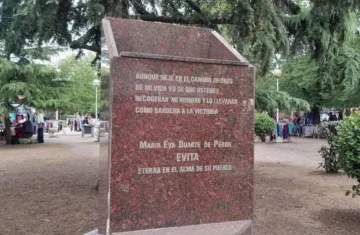 AUNQUE DEJE EN EL CAMINO JIRONES
DE MI VIDA YO SE QUE USTEDES
RECOGERAN MI NOMBRE Y LO LLEVARAN
COMO BANDERA A LA VICTORIA
MARIA EVA DUARTE DE PERON
EVITA
ETERNA EN EL ALMA DE SU PUEBLO